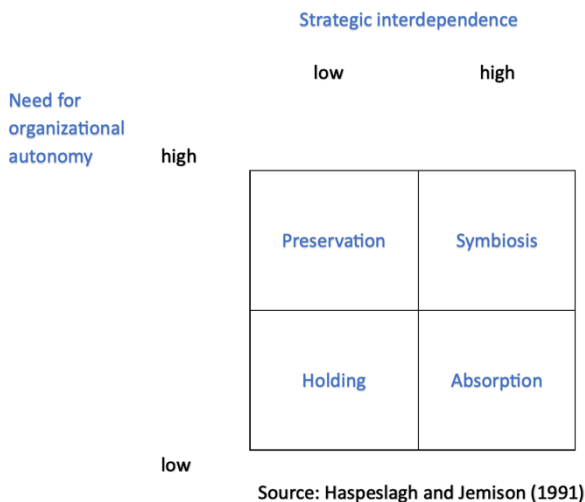 Strategic interdependence
low high
Need for
organizational
autonomy high
Preservation Symbiosis
Holding Absorption
low
Source: Haspeslagh and Jemison (1991)